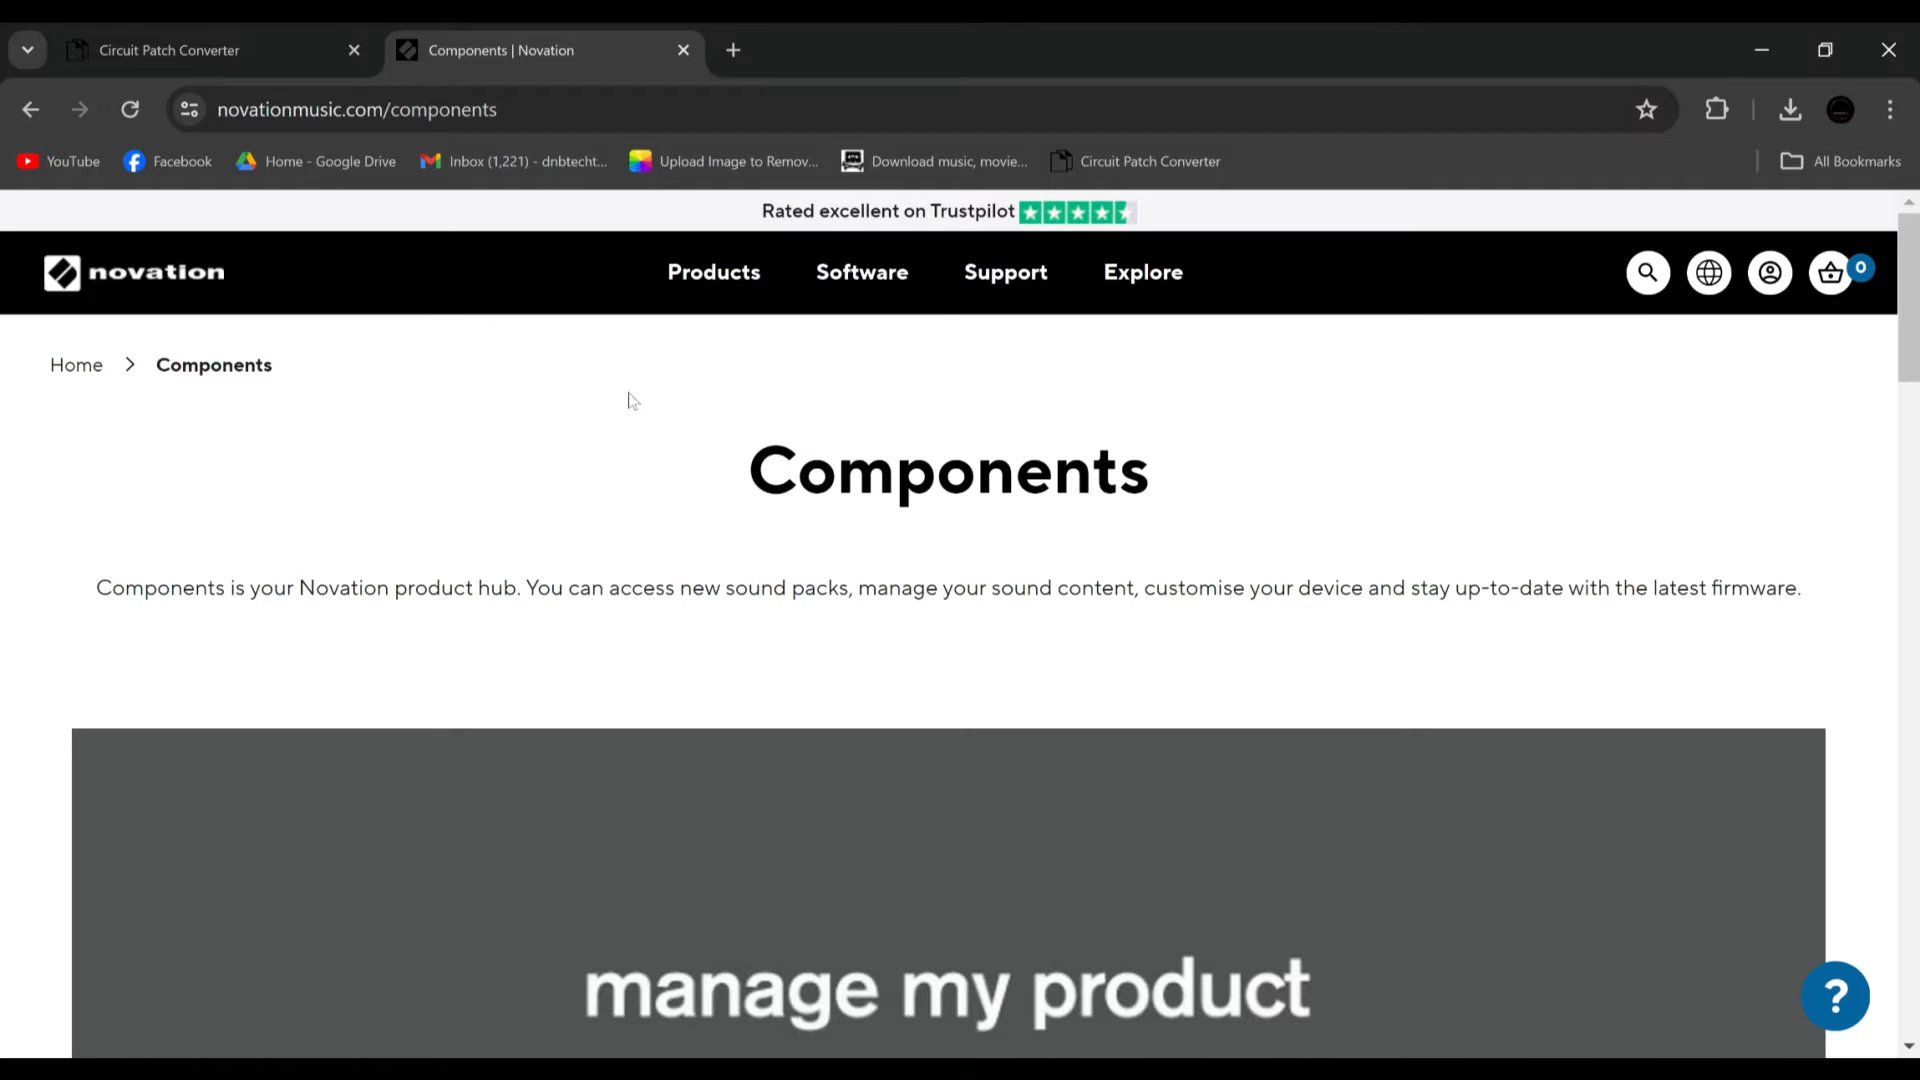 Circuit Patch Converter
Components | Novation
novationmusic.com/components
YouTube
Facebook
Home - Google Drive
Inbox (1,221) - dnbtecht...
Upload Image to Remov...
Download music, movie...
Circuit Patch Converter
All Bookmarks
Rated excellent on Trustpilot
novation
Products
Software
Support
Explore
0
Home > Components
Components
Components is your Novation product hub. You can access new sound packs, manage your sound content, customise your device and stay up-to-date with the latest firmware.
manage my product
?